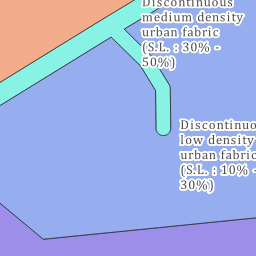 Discontinuous
medium density
urban fabric
(S.L. : 30% -
50%)
Discontinuo
low density
urban fabric
(S.L. : 10% -
30%)